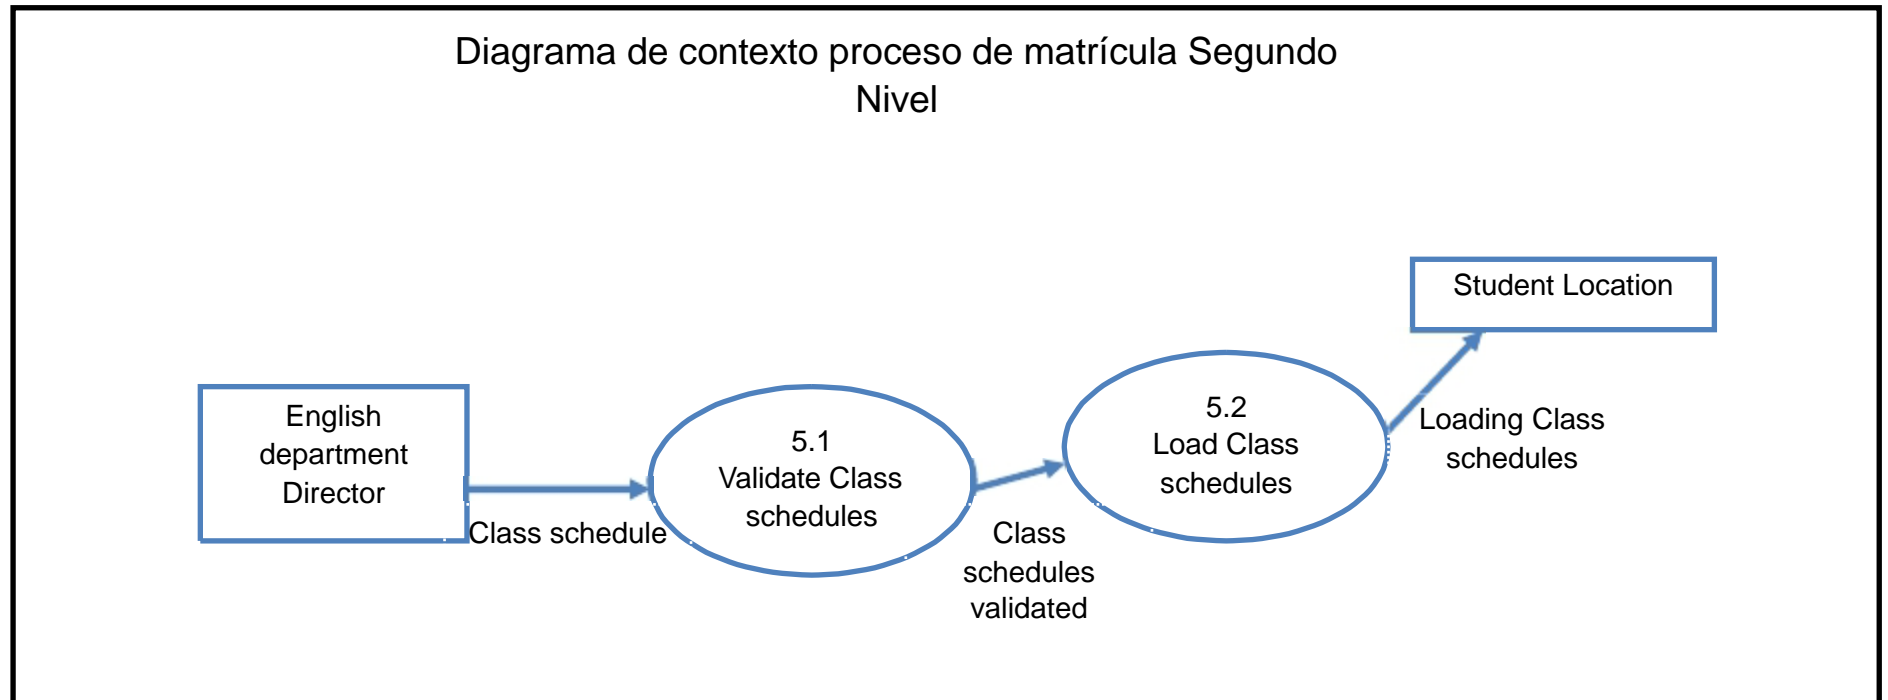 Diagrama de contexto proceso de matrícula Segundo
Nivel
Student Location
English
department
Director
Class schedule
5.1
Validate Class
schedules
Class
schedules
validated
5.2
Load Class
schedules
Loading Class
schedules